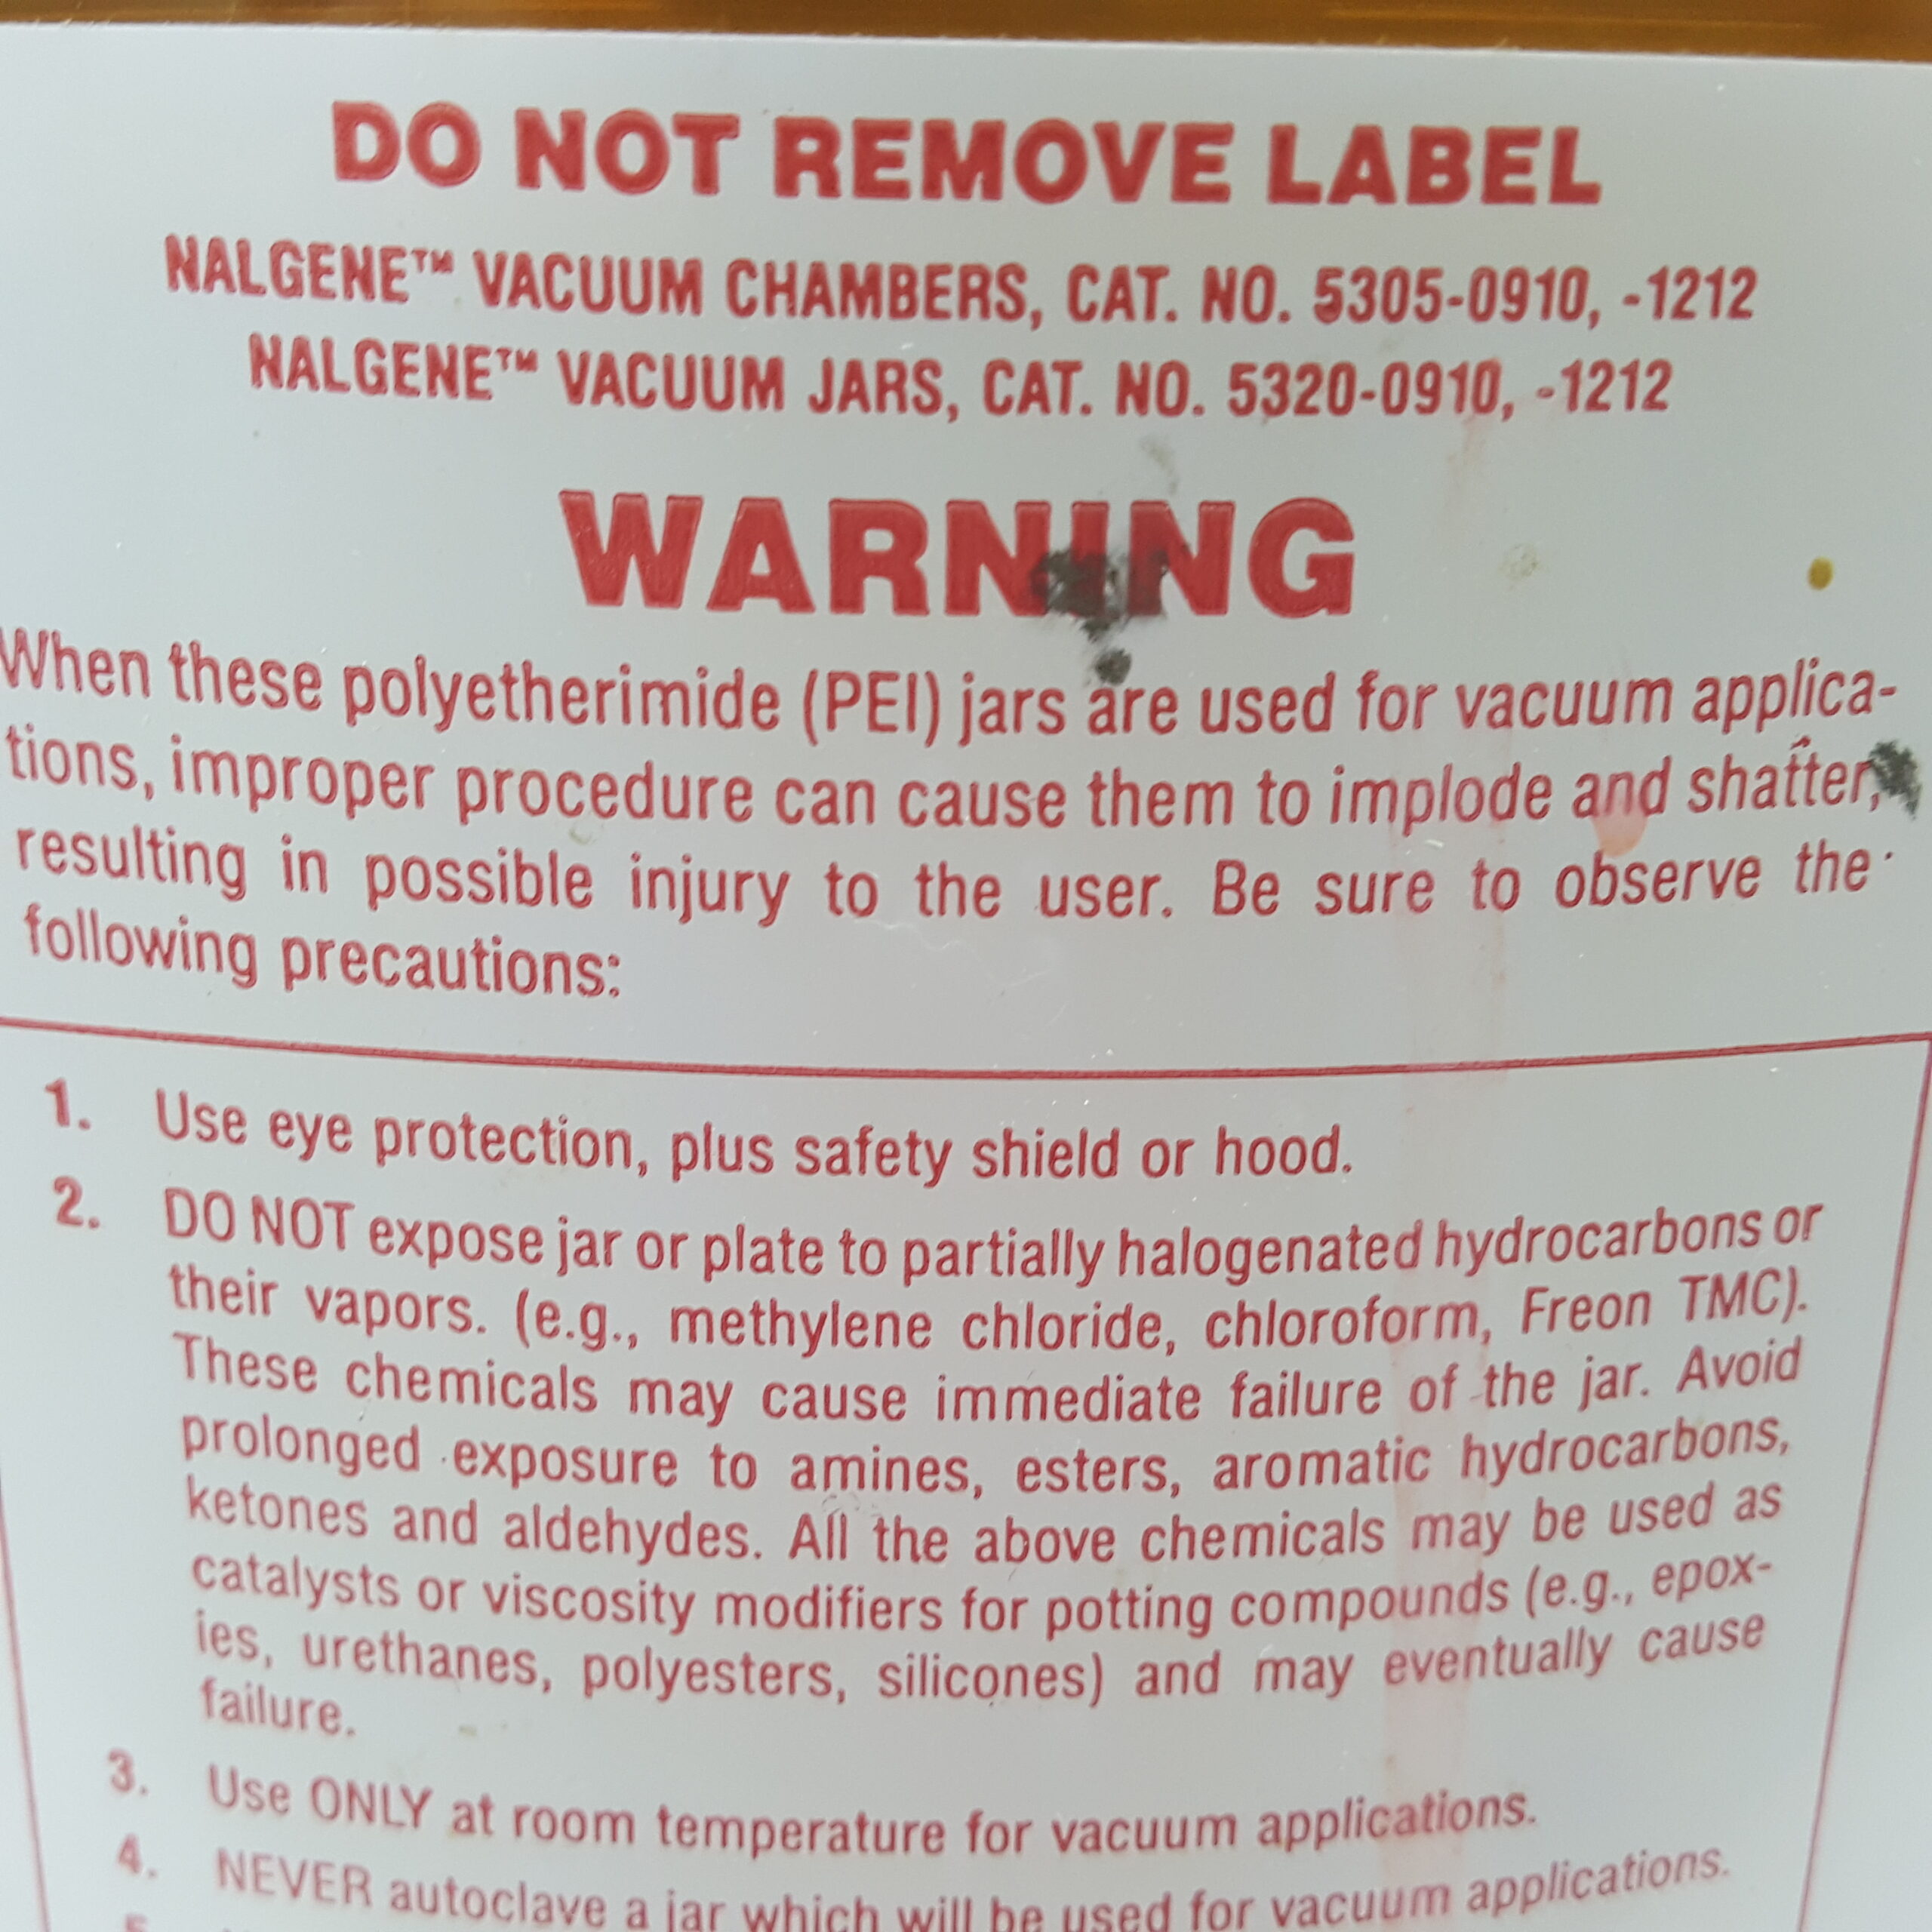 DO NOT REMOVE LABEL
NALGENE™ VACUUM CHAMBERS, CAT. NO. 5305-0910, -1212
NALGENE™ VACUUM JARS, CAT. NO. 5320-0910, -1212
WARNING
When these polyetherimide (PEI) jars are used for vacuum applica-
tions, improper procedure can cause them to implode and shatter,
resulting in possible injury to the user. Be sure to observe the
following precautions:
1. Use eye protection, plus safety shield or hood.
2. DO NOT expose jar or plate to partially halogenated hydrocarbons or
their vapors. (e.g., methylene chloride, chloroform, Freon TMC).
These chemicals may cause immediate failure of the jar. Avoid
prolonged exposure to amines, esters, aromatic hydrocarbons,
ketones and aldehydes. All the above chemicals may be used as
catalysts or viscosity modifiers for potting compounds (e.g., epox-
ies, urethanes, polyesters, silicones) and may eventually cause
failure.
3. Use ONLY at room temperature for vacuum applications.
4. NEVER autoclave a jar which will be used for vacuum applications.